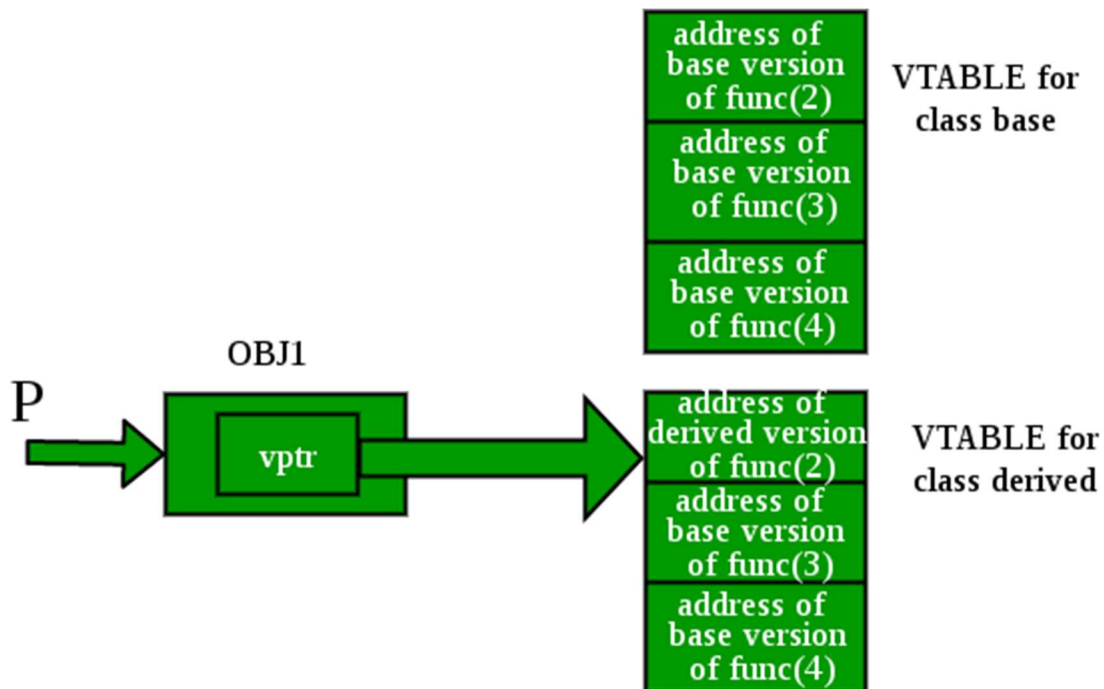 address of
base version
of func(2)
VTABLE for
class base
address of
base version
of func(3)
address of
base version
of func(4)
OBJ1
P
vptr
address of
derived version
of func(2)
VTABLE for
class derived
address of
base version
of func(3)
address of
base version
of func(4)